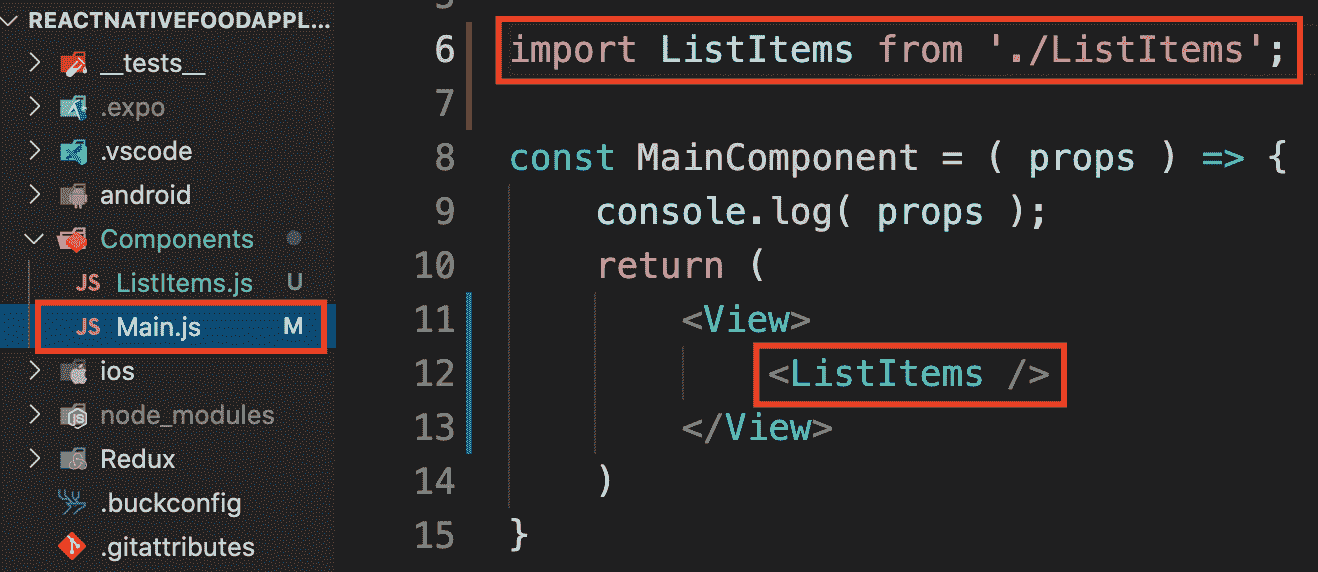 REACTNATIVEFOODAPPL...
__tests__
.expo
.vscode
android
Components
JS ListItems.js U
JS Main.js M
ios
node_modules
Redux
.buckconfig
.gitattributes
6 import ListItems from './ListItems';
7
8 const MainComponent = ( props ) => {
9 console.log( props );
10 return (
11 <View>
12 <ListItems />
13 </View>
14 )
15 }